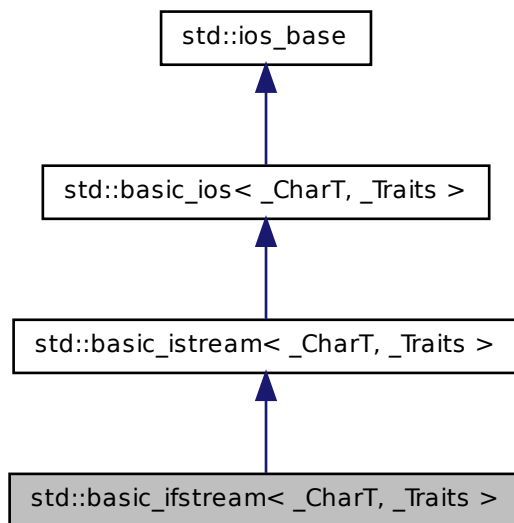 std::ios_base
std::basic_ios< _CharT, _Traits >
std::basic_istream< _CharT, _Traits >
std::basic_ifstream< _CharT, _Traits >